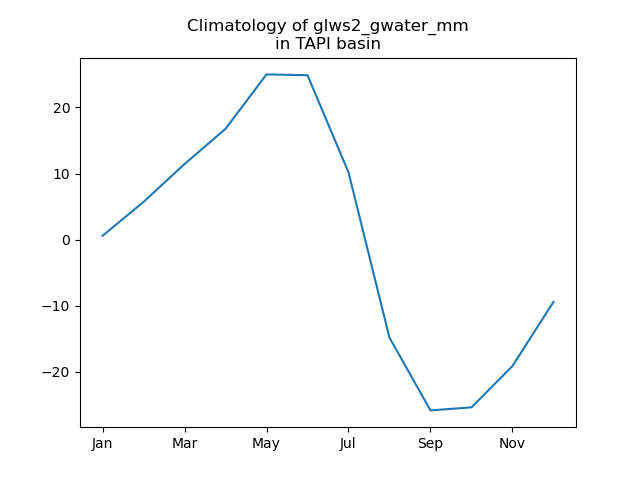 Climatology of glws2_gwater_mm
in TAPI basin
20
10
0
−10
−20
Jan
Mar
May
Jul
Sep
Nov